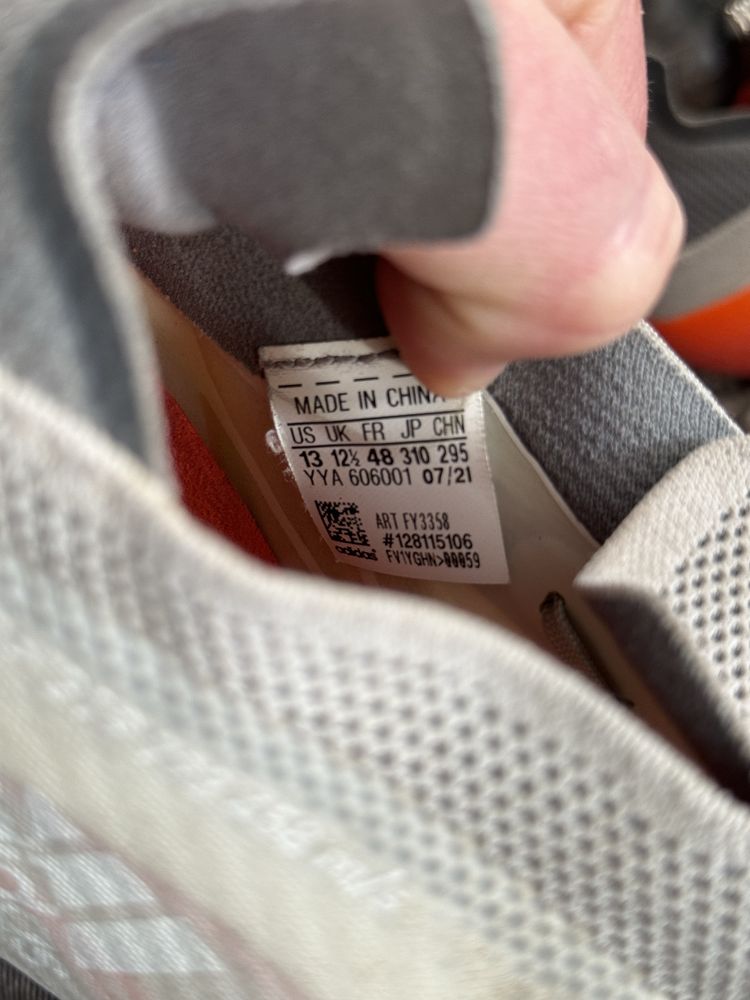 MADE IN CHINA
US UK FR JP CHN
13 12½ 48 310 295
YYA 606001 07/21
ART FY3358
#128115106
adidas
FV1YGHN>00059